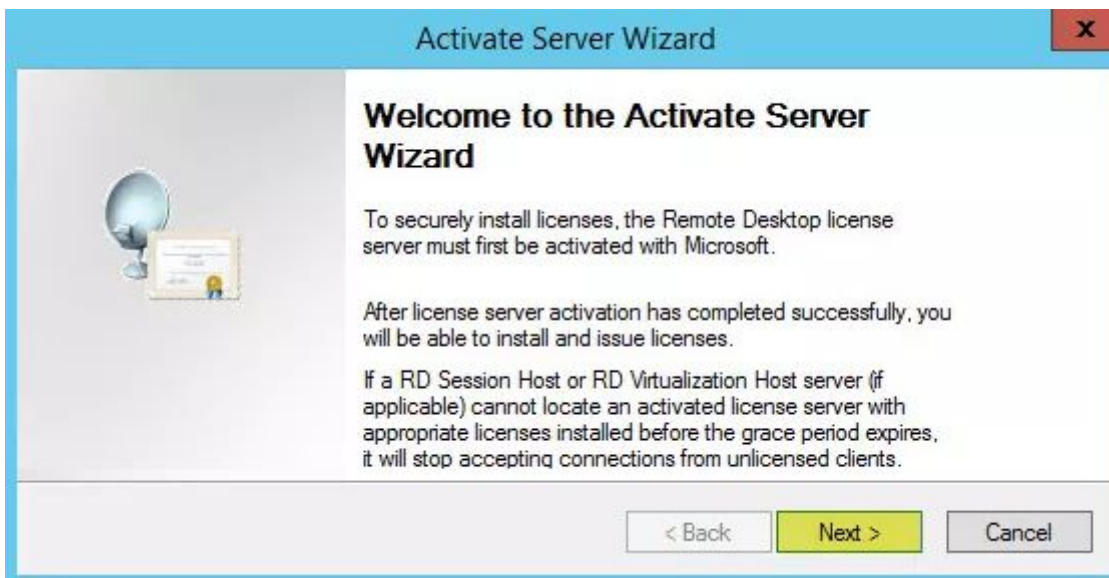 Activate Server Wizard
x
Welcome to the Activate Server
Wizard
To securely install licenses, the Remote Desktop license
server must first be activated with Microsoft.
After license server activation has completed successfully, you
will be able to install and issue licenses.
If a RD Session Host or RD Virtualization Host server (if
applicable) cannot locate an activated license server with
appropriate licenses installed before the grace period expires,
it will stop accepting connections from unlicensed clients.
< Back Next > Cancel